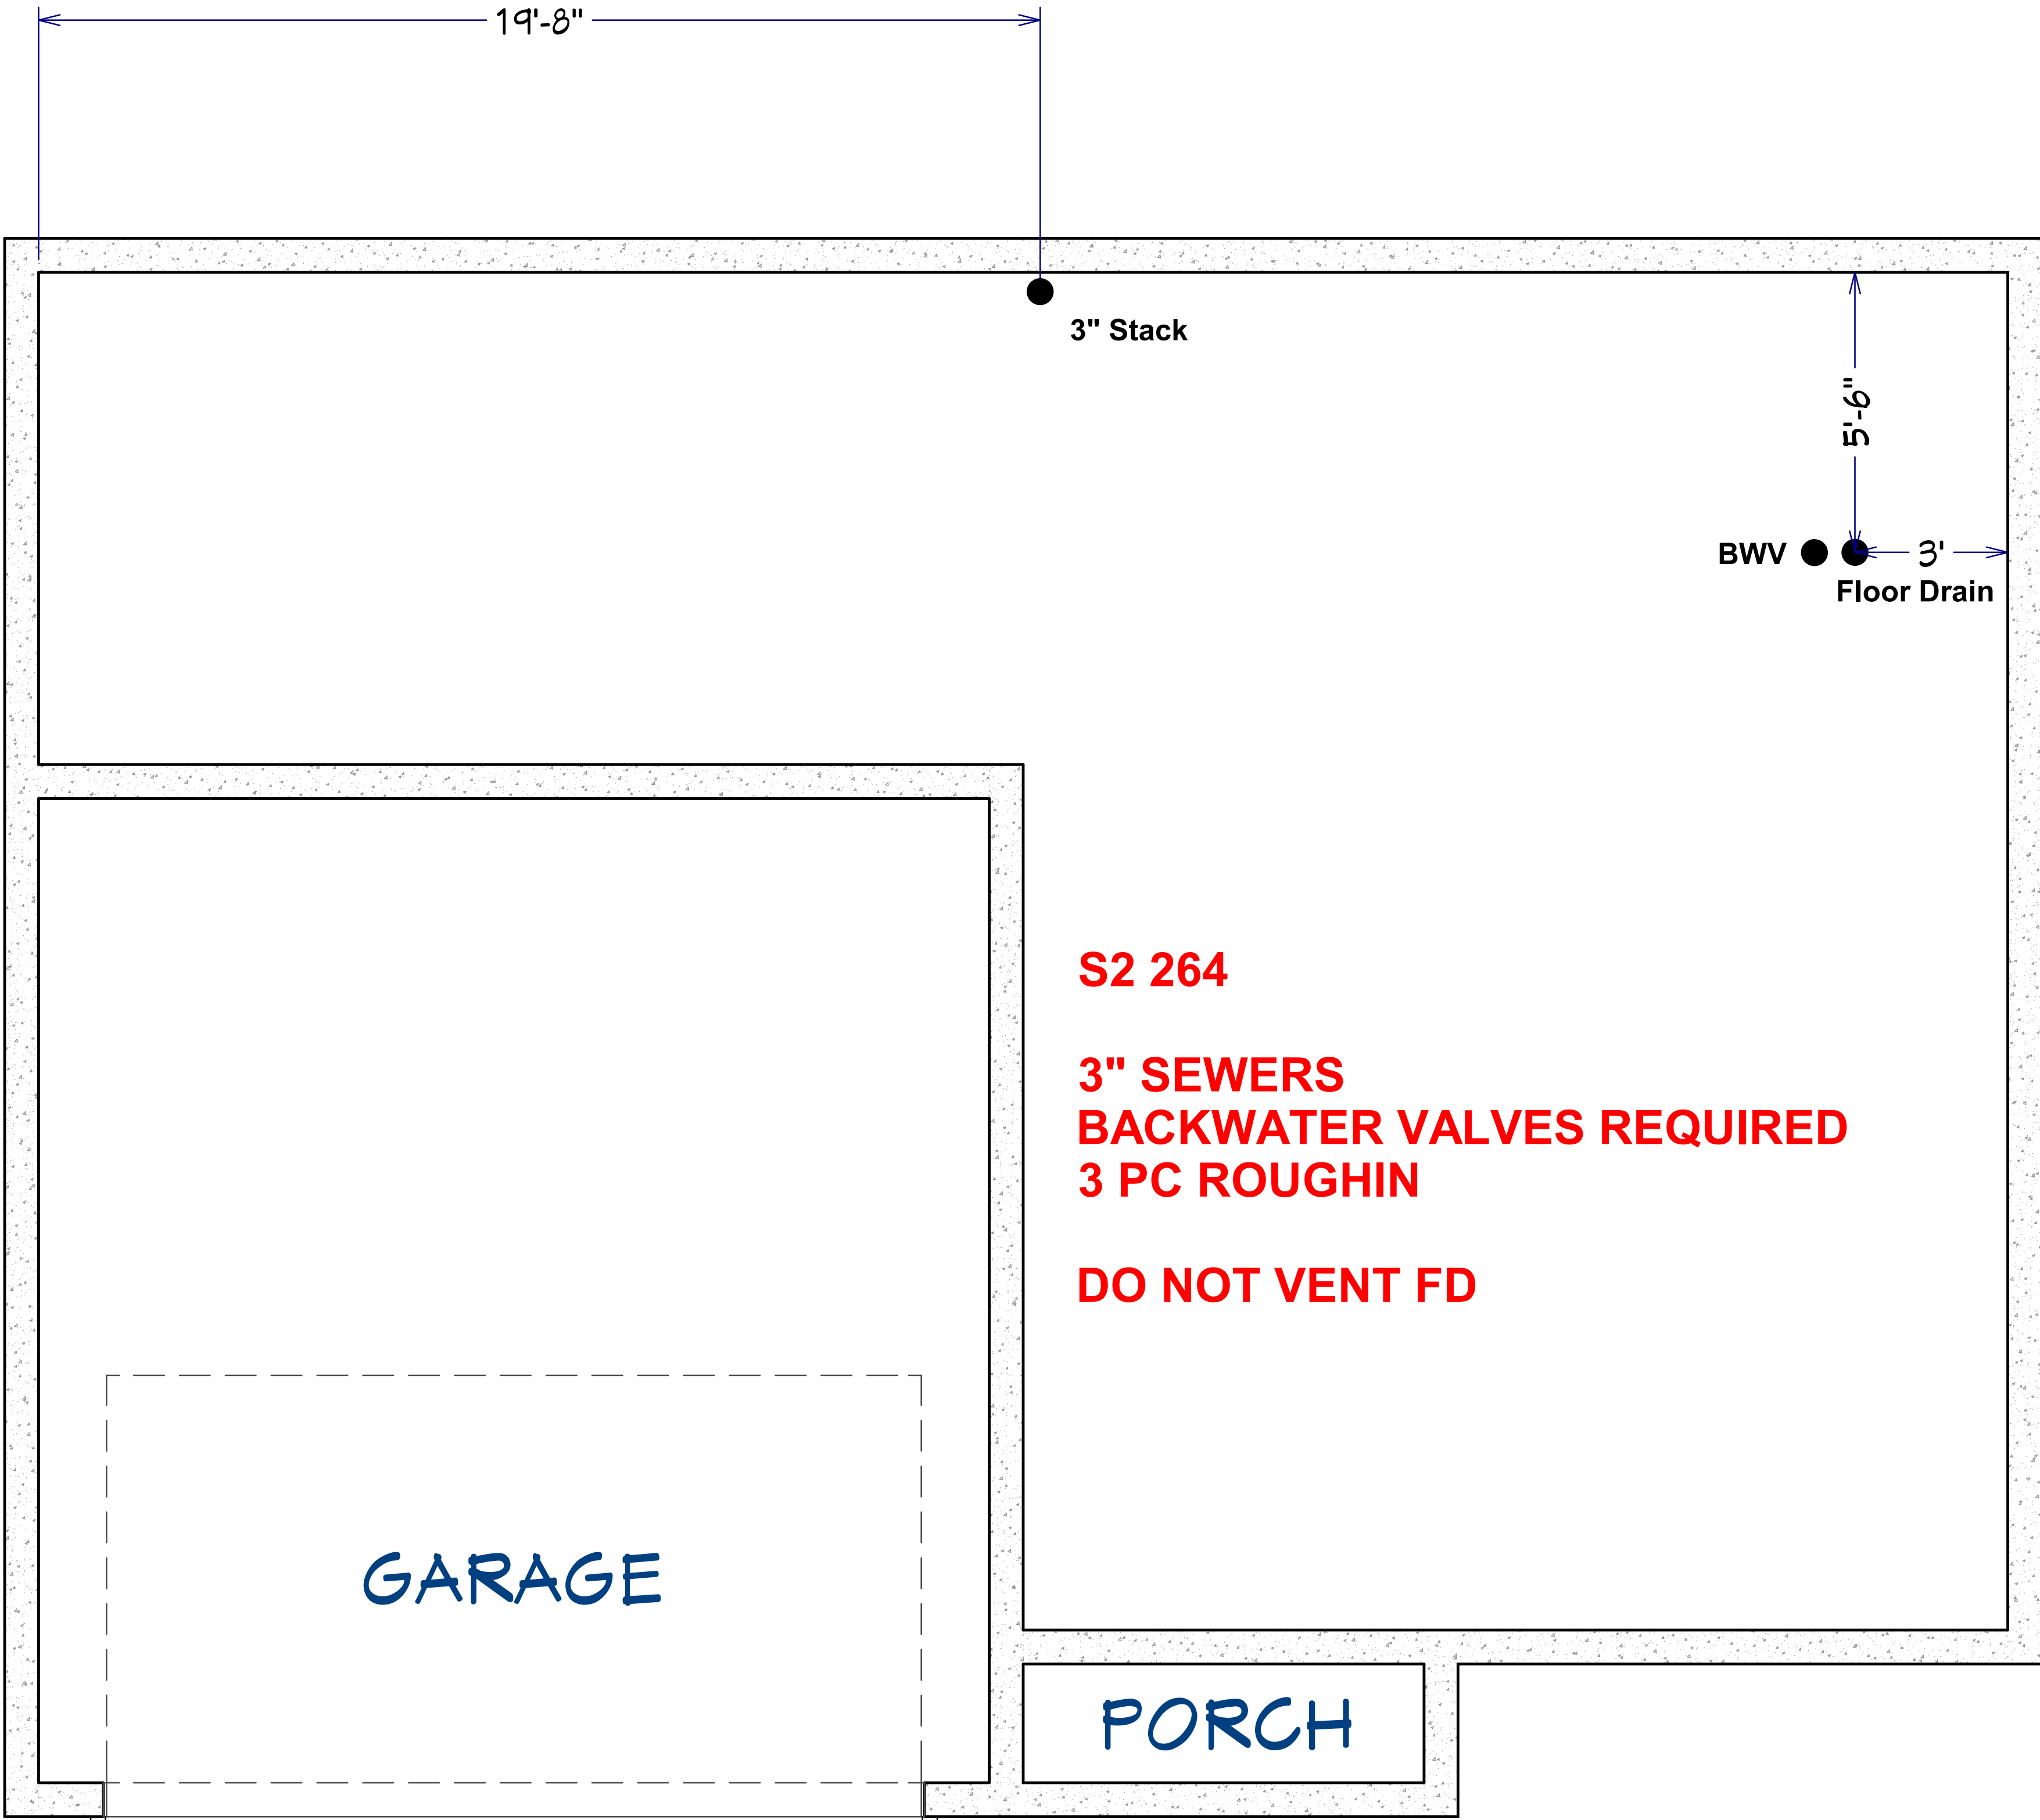 19'-8"
3" Stack
5'-6"
BWV
3'
Floor Drain
S2 264
3" SEWERS
BACKWATER VALVES REQUIRED
3 PC ROUGHIN
DO NOT VENT FD
GARAGE
PORCH